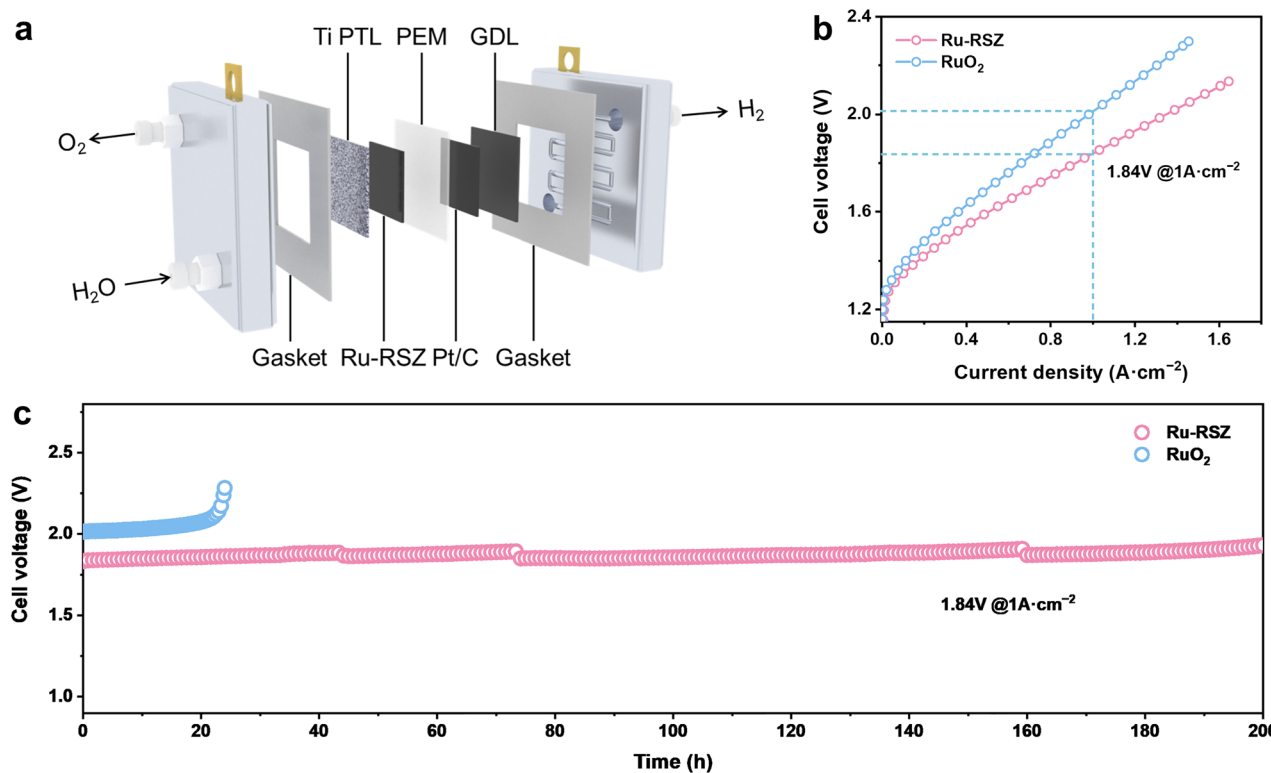 a
Ti PTL PEM GDL
O₂
H₂
H₂O
Gasket Ru-RSZ Pt/C Gasket
b
Ru-RSZ
RuO₂
2.4
2.0
1.6
1.2
Cell voltage (V)
1.84V @1A·cm⁻²
0.0 0.4 0.8 1.2 1.6
Current density (A·cm⁻²)
c
Ru-RSZ
RuO₂
2.5
2.0
1.5
1.0
Cell voltage (V)
1.84V @1A·cm⁻²
0 20 40 60 80 100 120 140 160 180 200
Time (h)